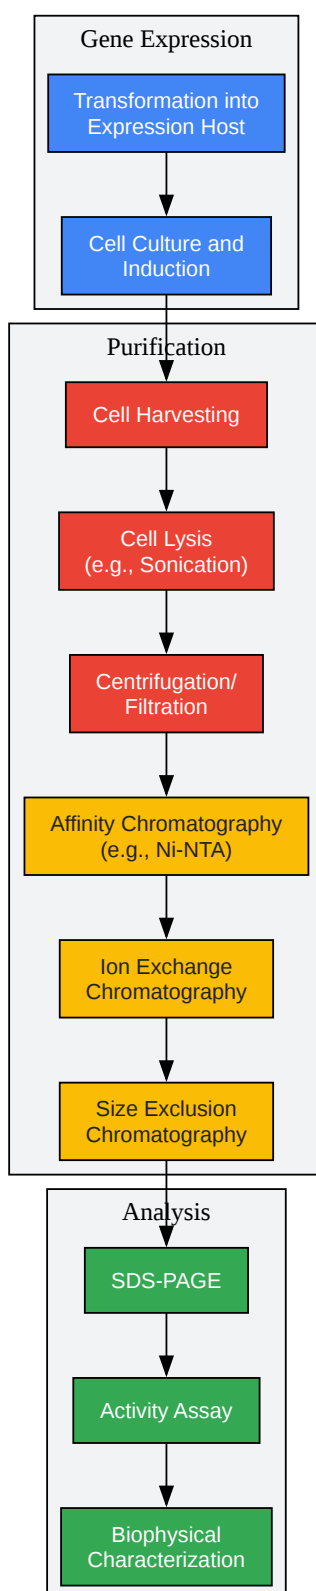 Gene Expression
Transformation into
Expression Host
Cell Culture and
Induction
Purification
Cell Harvesting
Cell Lysis
(e.g., Sonication)
Centrifugation/
Filtration
Affinity Chromatography
(e.g., Ni-NTA)
Ion Exchange
Chromatography
Size Exclusion
Chromatography
Analysis
SDS-PAGE
Activity Assay
Biophysical
Characterization